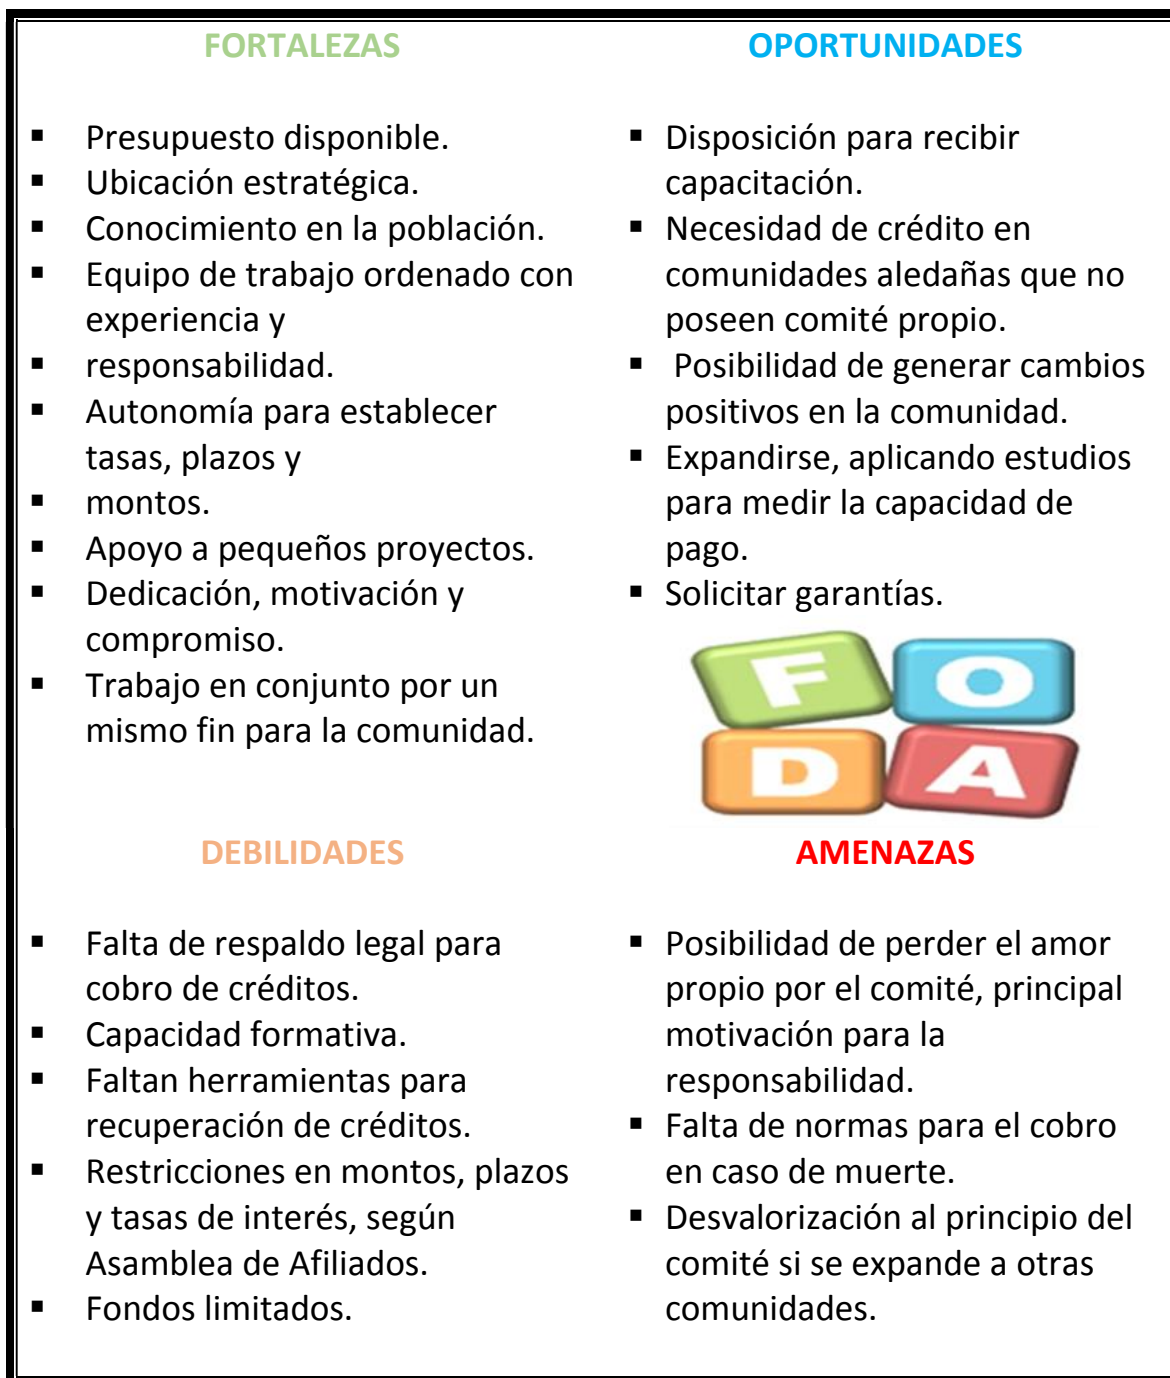 FORTALEZAS
▪ Presupuesto disponible.
▪ Ubicación estratégica.
▪ Conocimiento en la población.
▪ Equipo de trabajo ordenado con
experiencia y
▪ responsabilidad.
▪ Autonomía para establecer
tasas, plazos y
▪ montos.
▪ Apoyo a pequeños proyectos.
▪ Dedicación, motivación y
compromiso.
▪ Trabajo en conjunto por un
mismo fin para la comunidad.
OPORTUNIDADES
▪ Disposición para recibir
capacitación.
▪ Necesidad de crédito en
comunidades aledañas que no
poseen comité propio.
▪ Posibilidad de generar cambios
positivos en la comunidad.
▪ Expandirse, aplicando estudios
para medir la capacidad de
pago.
▪ Solicitar garantías.
F O
D A
DEBILIDADES
▪ Falta de respaldo legal para
cobro de créditos.
▪ Capacidad formativa.
▪ Faltan herramientas para
recuperación de créditos.
▪ Restricciones en montos, plazos
y tasas de interés, según
Asamblea de Afiliados.
▪ Fondos limitados.
AMENAZAS
▪ Posibilidad de perder el amor
propio por el comité, principal
motivación para la
responsabilidad.
▪ Falta de normas para el cobro
en caso de muerte.
▪ Desvalorización al principio del
comité si se expande a otras
comunidades.